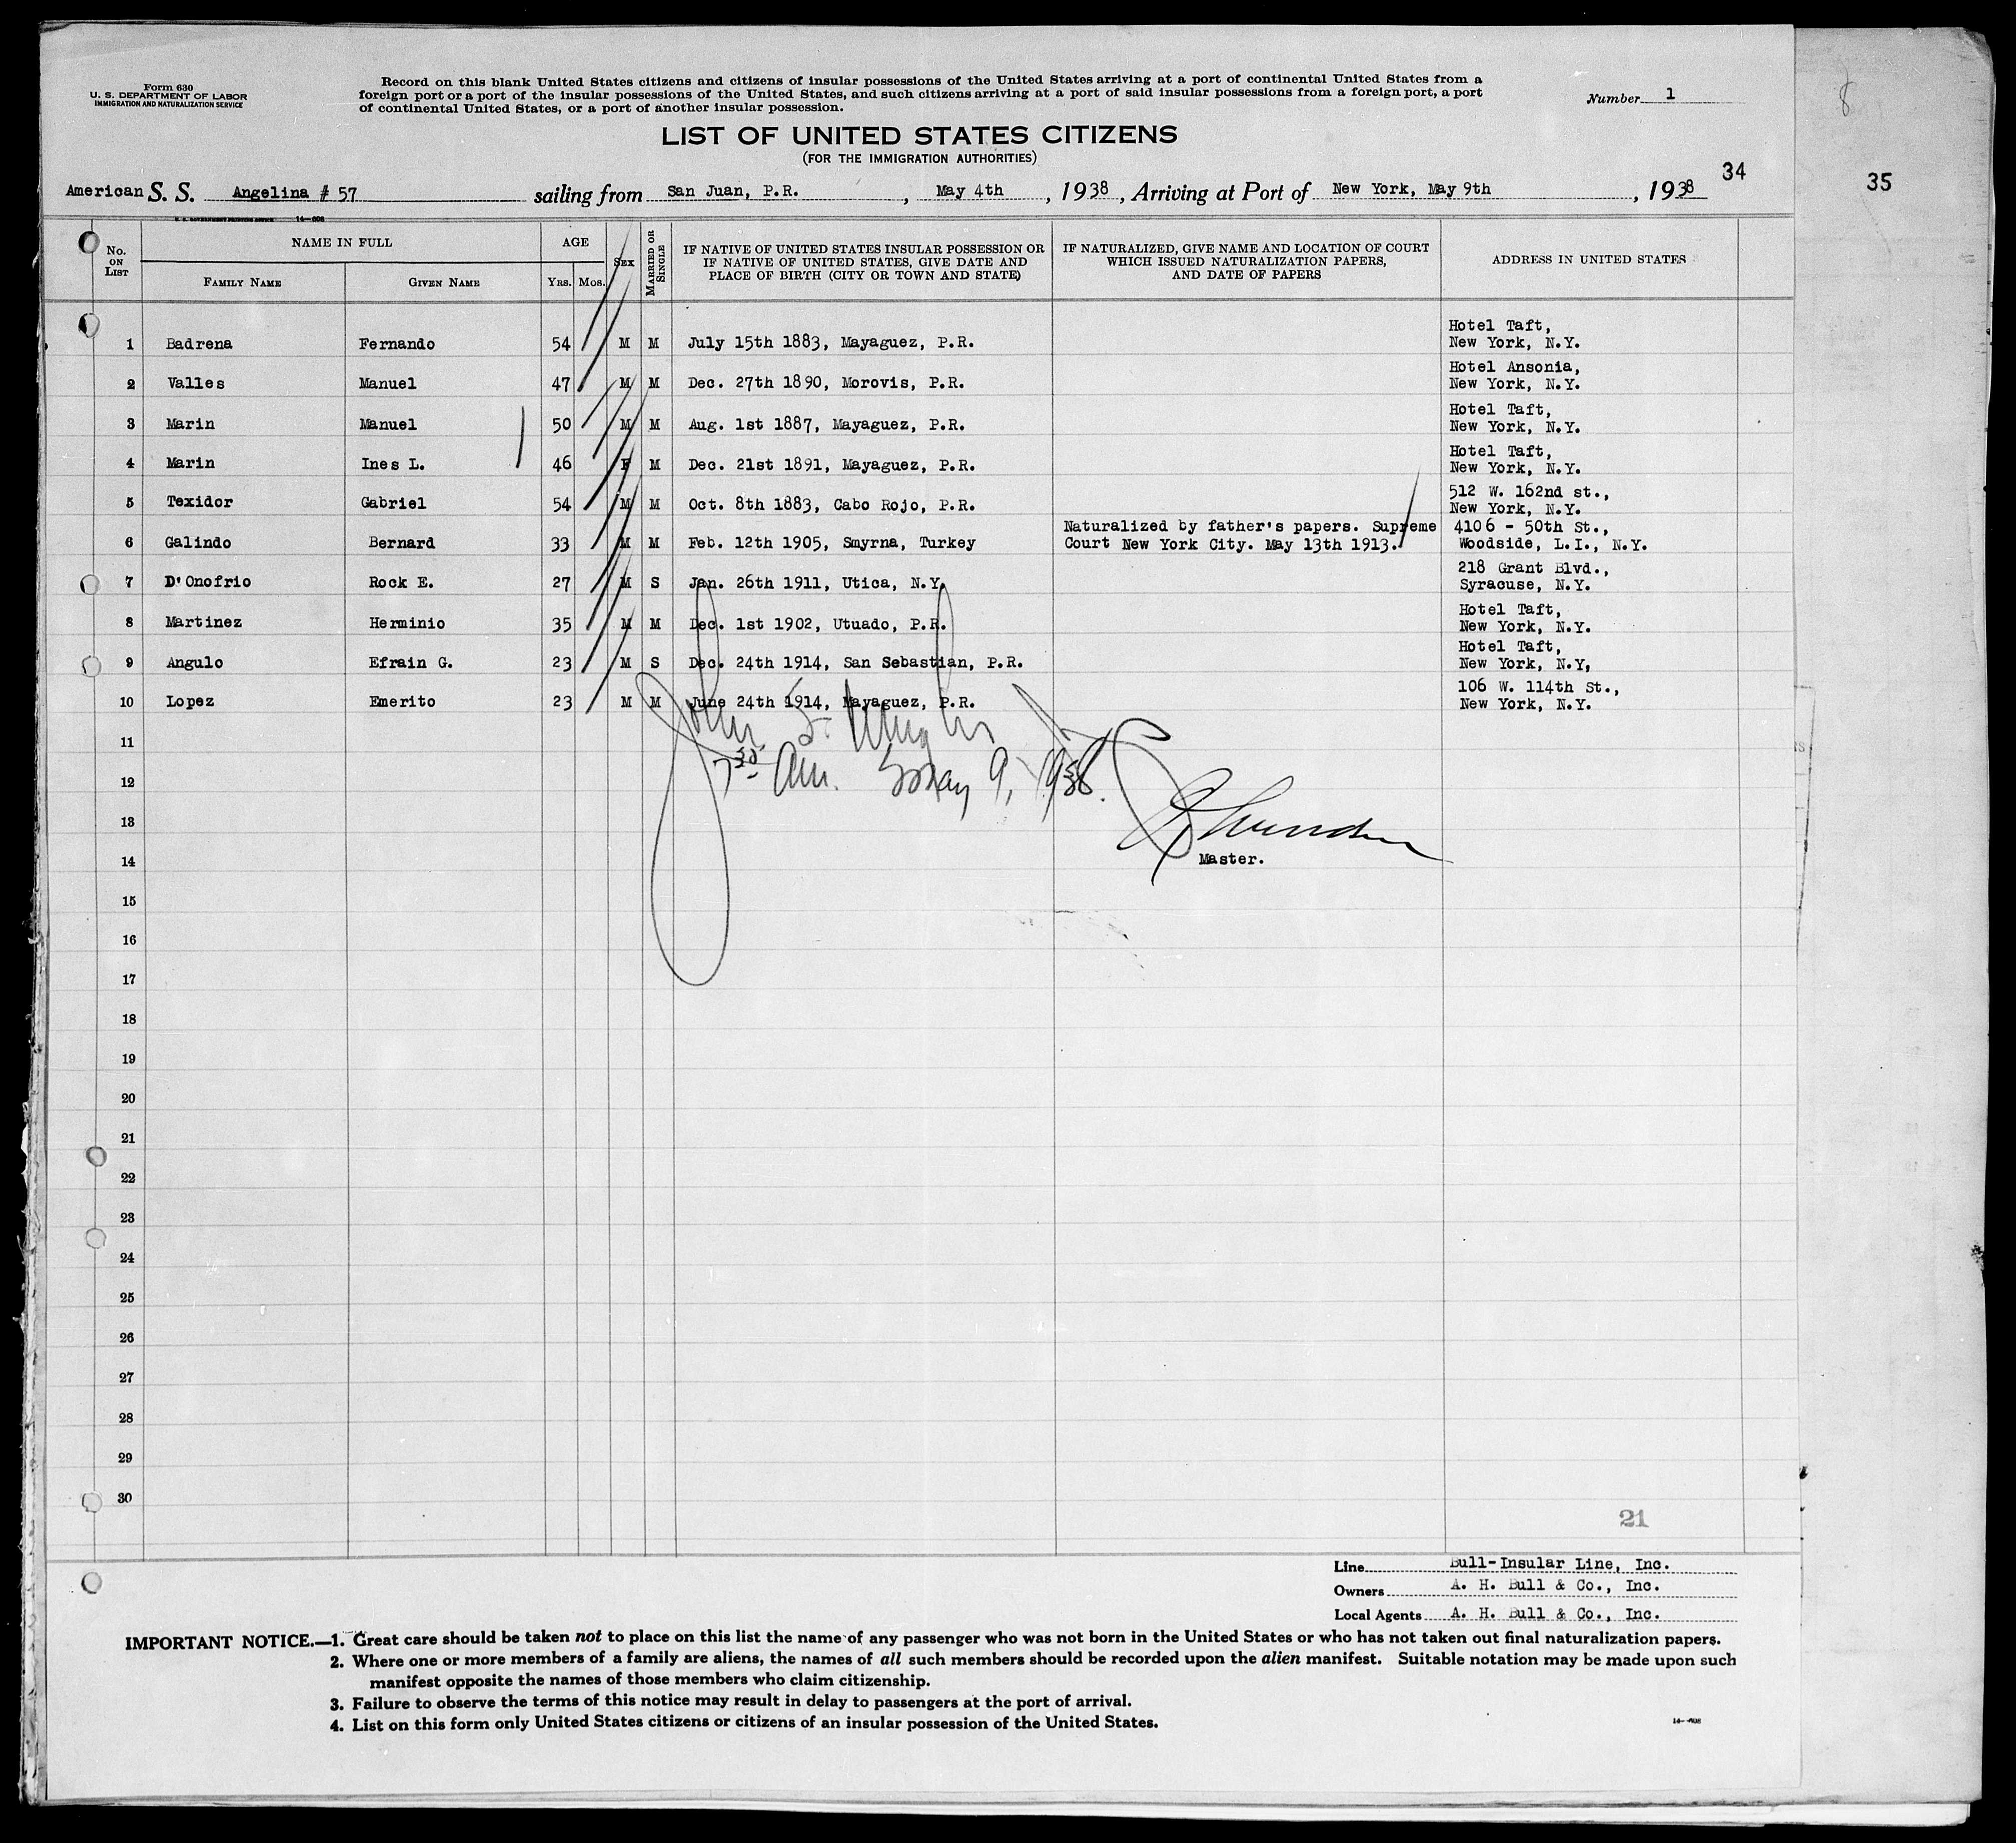 Form 630
U. S. DEPARTMENT OF LABOR
IMMIGRATION AND NATURALIZATION SERVICE
Record on this blank United States citizens and citizens of insular possessions of the United States arriving at a port of continental United States from a
foreign port or a port of the insular possessions of the United States, and such citizens arriving at a port of said insular possessions from a foreign port, a port
of continental United States, or a port of another insular possession.
Number 1
8
LIST OF UNITED STATES CITIZENS
(FOR THE IMMIGRATION AUTHORITIES)
34
35
American S. S. Angelina # 57 sailing from San Juan, P.R. , May 4th , 1938 , Arriving at Port of New York, May 9th , 1938
U. S. GOVERNMENT PRINTING OFFICE 14—608
No. ON LIST NAME IN FULL FAMILY NAME GIVEN NAME AGE YRS. MOS. SEX MARRIED OR SINGLE IF NATIVE OF UNITED STATES INSULAR POSSESSION OR IF NATIVE OF UNITED STATES, GIVE DATE AND PLACE OF BIRTH (CITY OR TOWN AND STATE) IF NATURALIZED, GIVE NAME AND LOCATION OF COURT WHICH ISSUED NATURALIZATION PAPERS, AND DATE OF PAPERS ADDRESS IN UNITED STATES
Hotel Taft,
1 Badrena Fernando 54 M M July 15th 1883, Mayaguez, P.R. New York, N.Y.
Hotel Ansonia,
2 Valles Manuel 47 M M Dec. 27th 1890, Morovis, P.R. New York, N.Y.
Hotel Taft,
3 Marin Manuel 50 M M Aug. 1st 1887, Mayaguez, P.R. New York, N.Y.
Hotel Taft,
4 Marin Ines L. 46 F M Dec. 21st 1891, Mayaguez, P.R. New York, N.Y.
512 W. 162nd st.,
5 Texidor Gabriel 54 M M Oct. 8th 1883, Cabo Rojo, P.R. New York, N.Y.
Naturalized by father's papers. Supreme 4106 - 50th St.,
6 Galindo Bernard 33 M M Feb. 12th 1905, Smyrna, Turkey Court New York City. May 13th 1913. Woodside, L.I., N.Y.
218 Grant Blvd.,
7 D'Onofrio Rock E. 27 M S Jan. 26th 1911, Utica, N.Y. Syracuse, N.Y.
Hotel Taft,
8 Martinez Herminio 35 M M Dec. 1st 1902, Utuado, P.R. New York, N.Y.
Hotel Taft,
9 Angulo Efrain G. 23 M S Dec. 24th 1914, San Sebastian, P.R. New York, N.Y,
106 W. 114th St.,
10 Lopez Emerito 23 M M June 24th 1914, Mayaguez, P.R. New York, N.Y.
11
John
12
7 30 Am. May 9, 1938.
13
14
Master.
15
16
17
18
19
20
21
22
23
24
25
26
27
28
29
30
21
Line Bull-Insular Line, Inc.
Owners A. H. Bull & Co., Inc.
Local Agents A. H. Bull & Co., Inc.
IMPORTANT NOTICE.—1. Great care should be taken not to place on this list the name of any passenger who was not born in the United States or who has not taken out final naturalization papers.
2. Where one or more members of a family are aliens, the names of all such members should be recorded upon the alien manifest. Suitable notation may be made upon such
manifest opposite the names of those members who claim citizenship.
3. Failure to observe the terms of this notice may result in delay to passengers at the port of arrival.
4. List on this form only United States citizens or citizens of an insular possession of the United States.
14—608